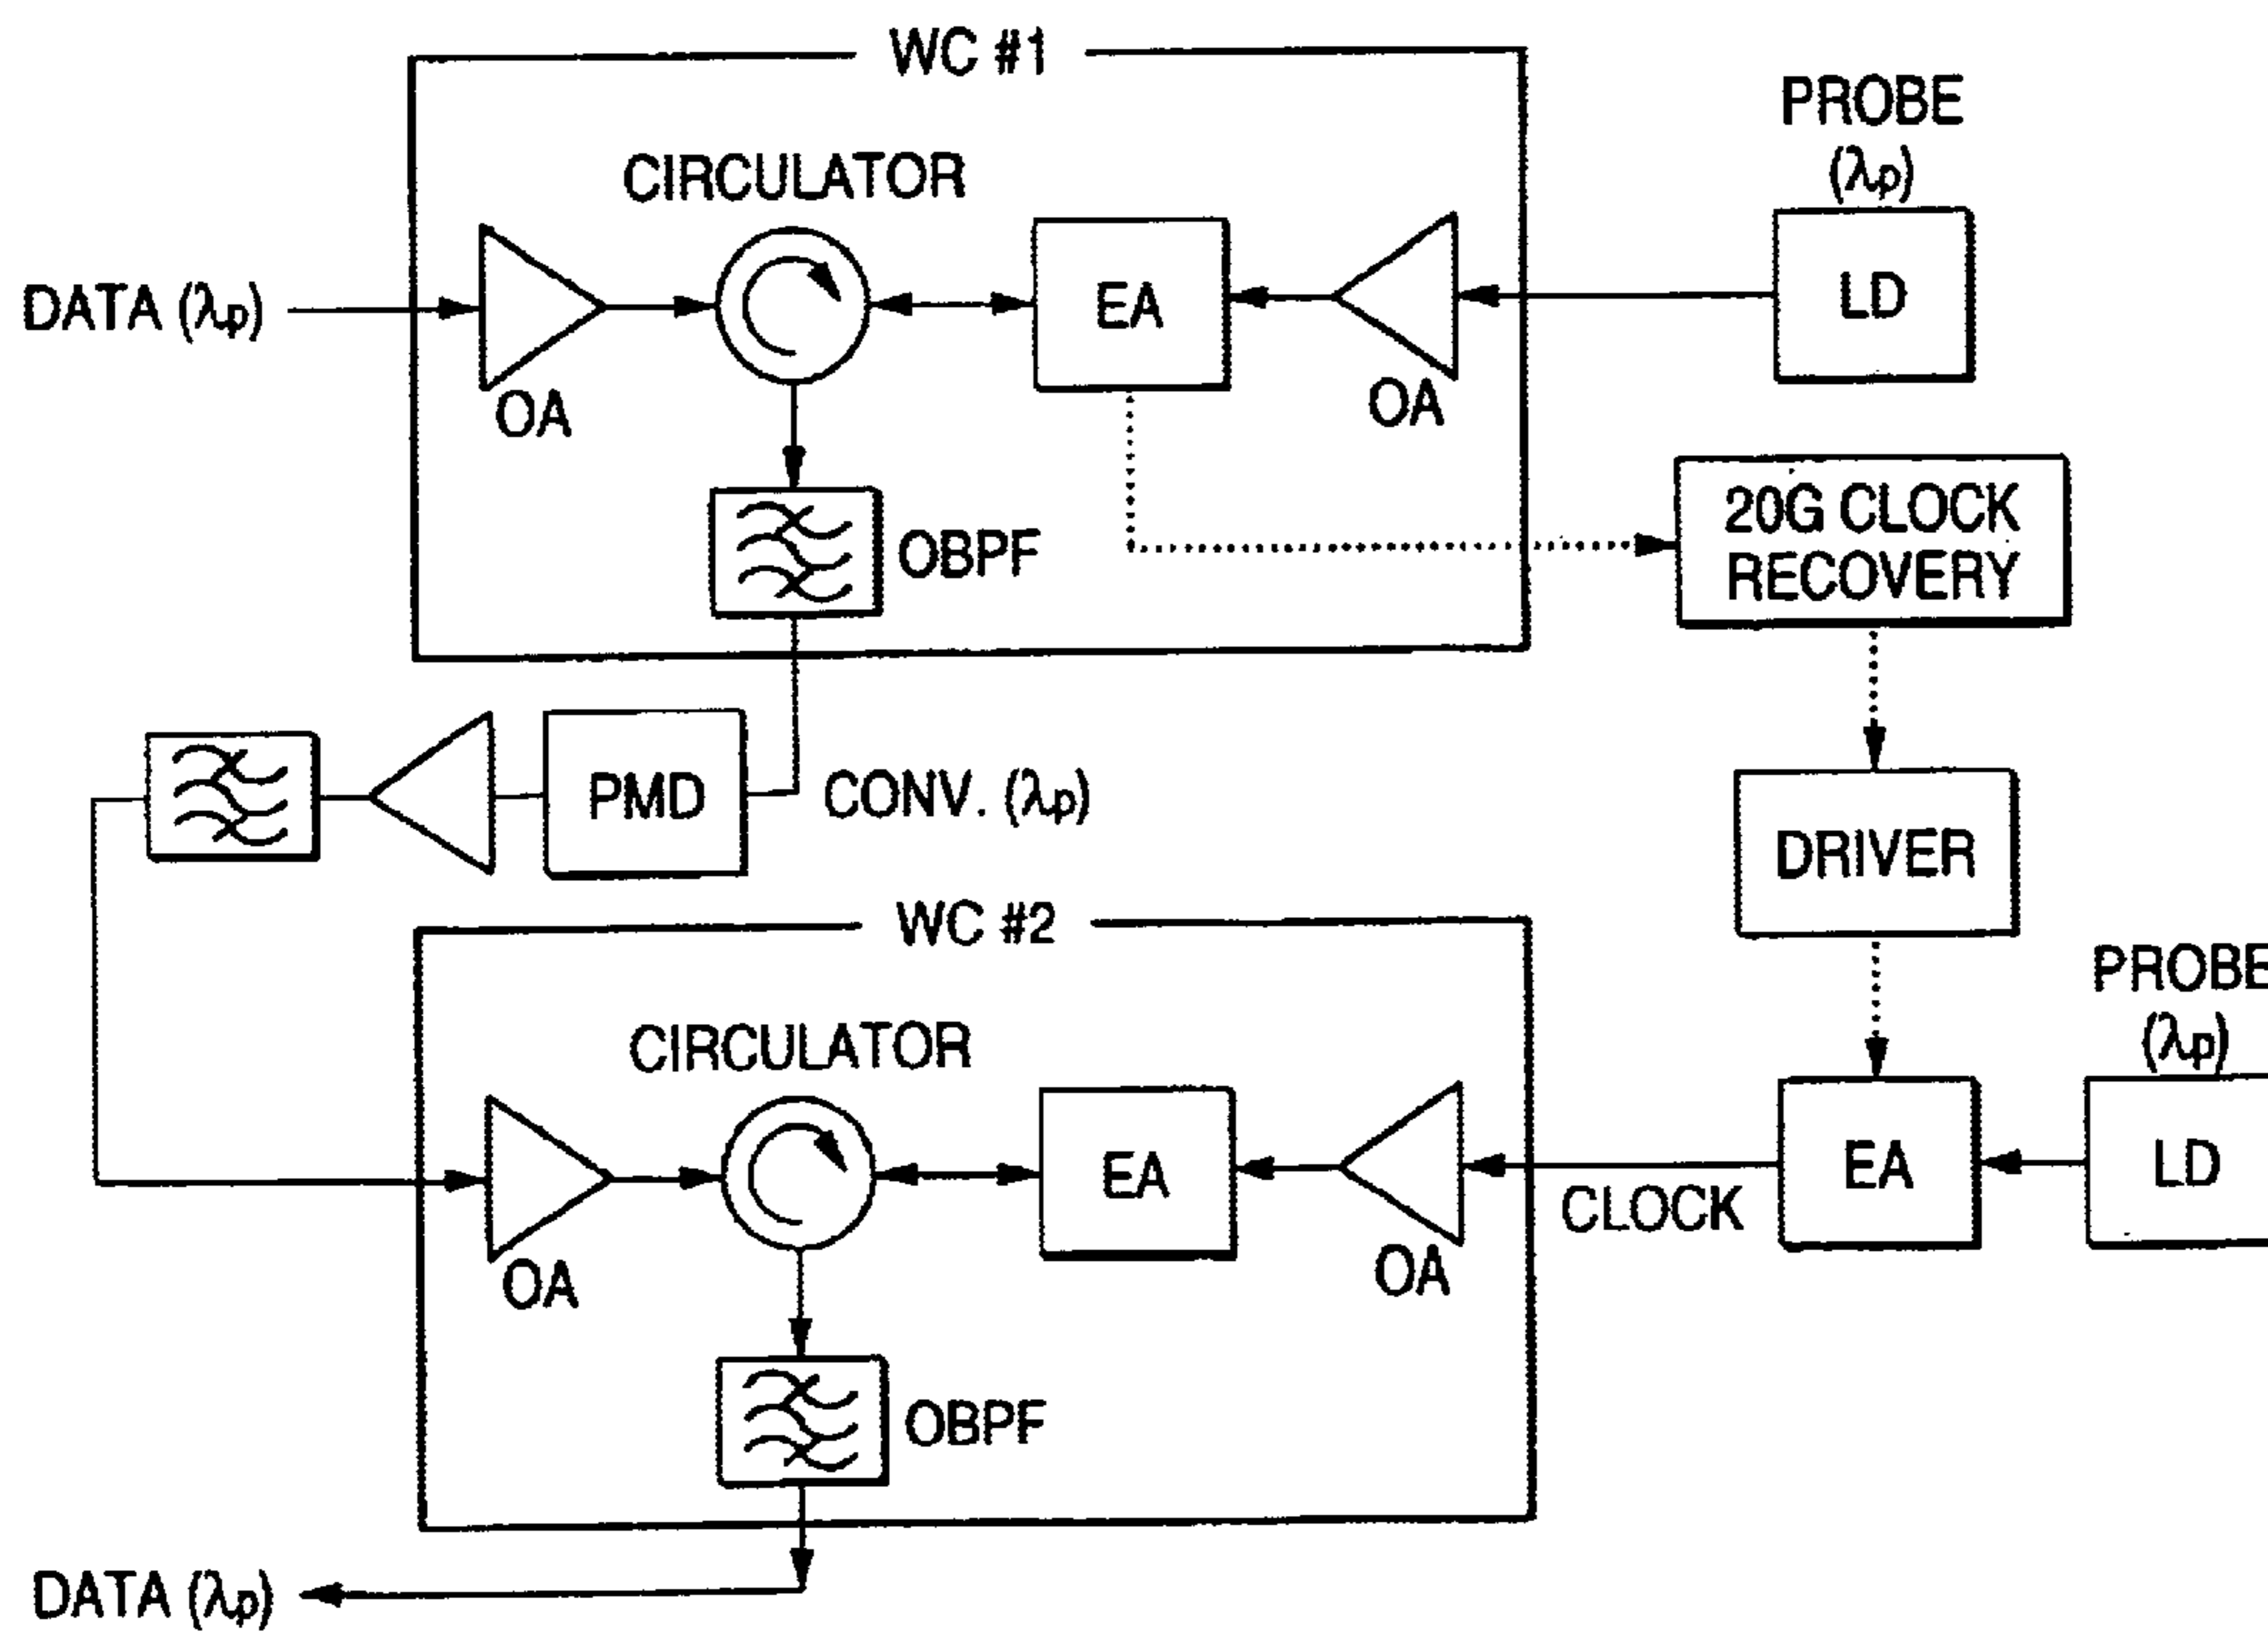 WC #1
PROBE
(λp)
CIRCULATOR
DATA (λp)
EA
LD
OA
OA
OBPF
20G CLOCK
RECOVERY
PMD
CONV. (λp)
DRIVER
WC #2
PROBE
(λp)
CIRCULATOR
EA
EA
LD
CLOCK
OA
OA
OBPF
DATA (λp)